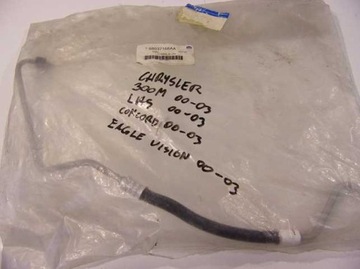 CHRYSLER
300M 00-03
LHS 00-03
CONCORD 00-03
EAGLE VISION 00-03